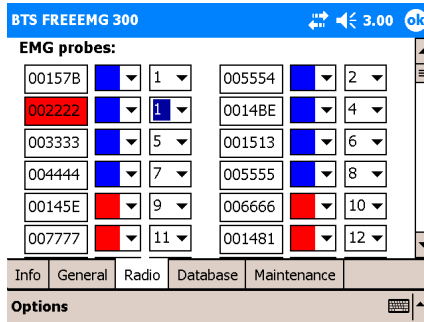 BTS FREEEMG 300 3.00 ok
EMG probes:
00157B 1 005554 2
002222 1 0014BE 4
003333 5 001513 6
004444 7 005555 8
00145E 9 006666 10
007777 11 001481 12
Info General Radio Database Maintenance
Options